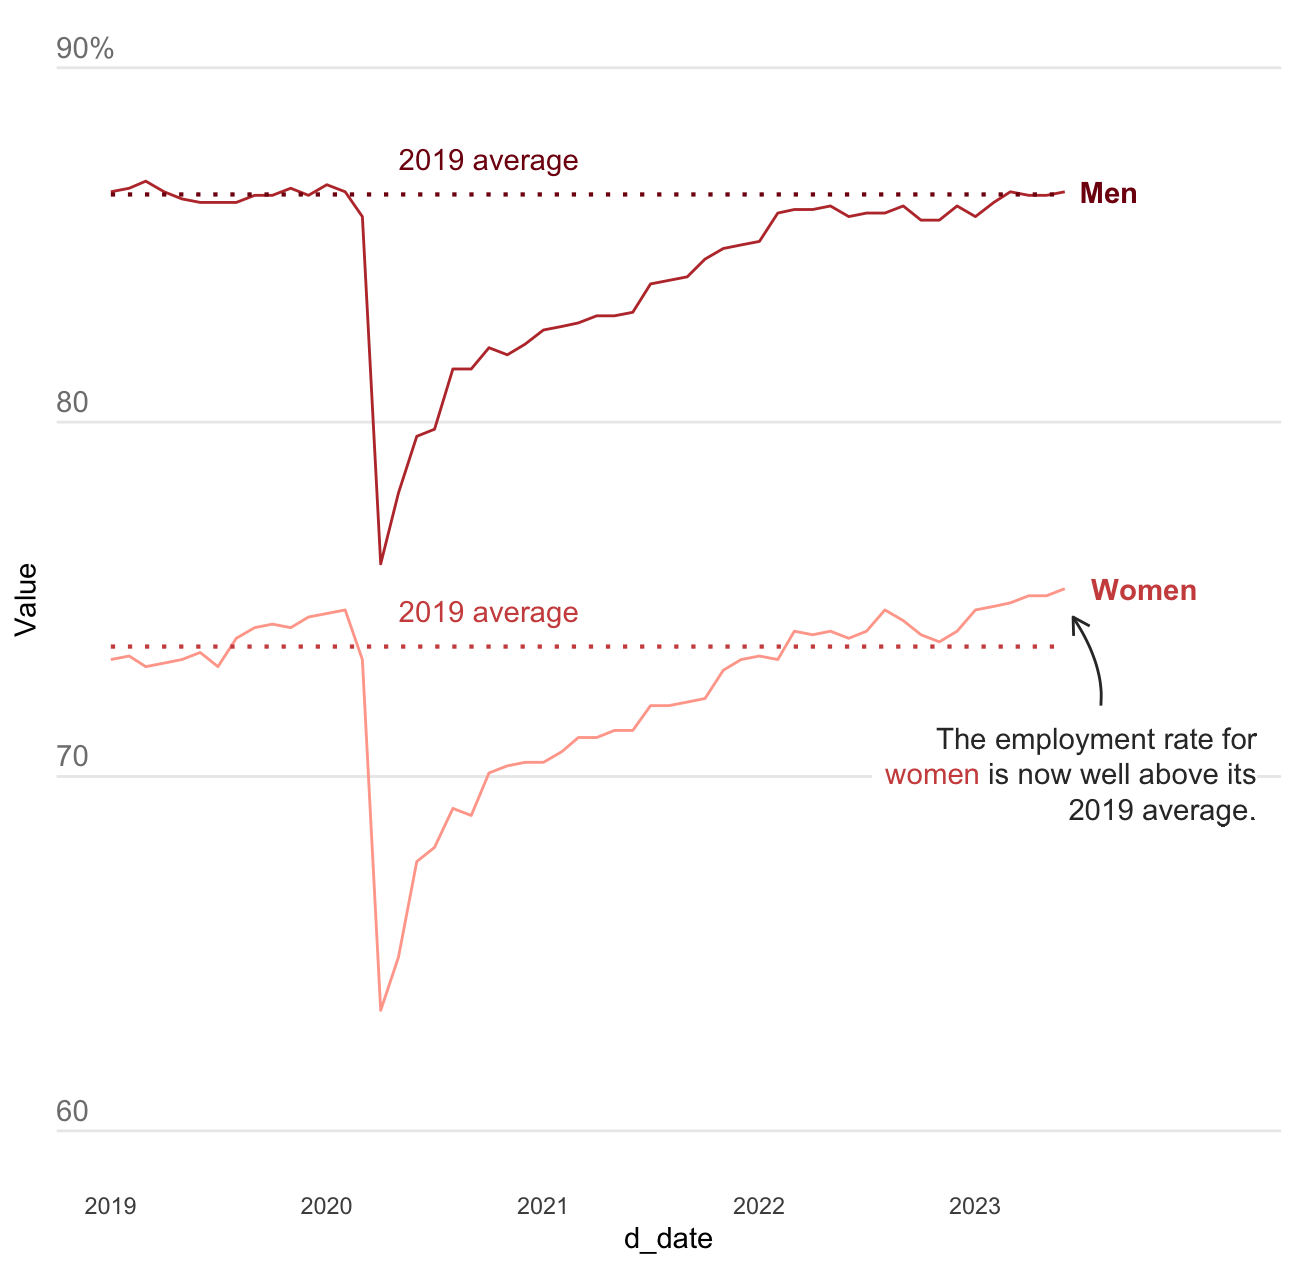 90%
2019 average
Men
80
Value
2019 average
Women
The employment rate for
70
women is now well above its
2019 average.
60
2019
2020
2021
2022
2023
d_date